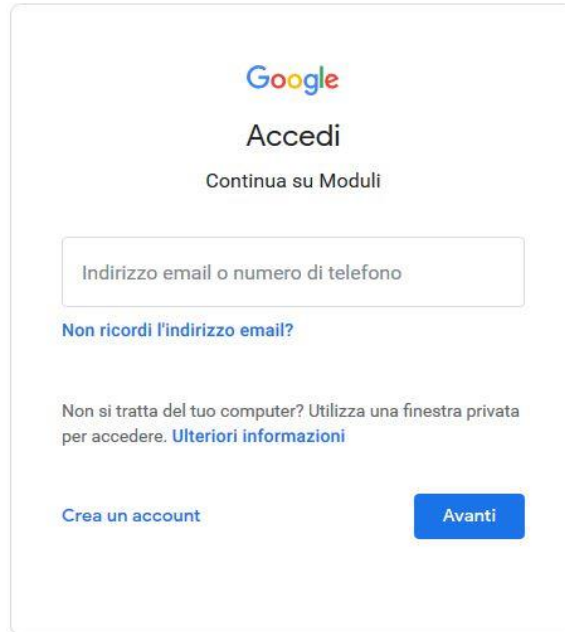 Google
Accedi
Continua su Moduli
Indirizzo email o numero di telefono
Non ricordi l'indirizzo email?
Non si tratta del tuo computer? Utilizza una finestra privata
per accedere. Ulteriori informazioni
Crea un account
Avanti